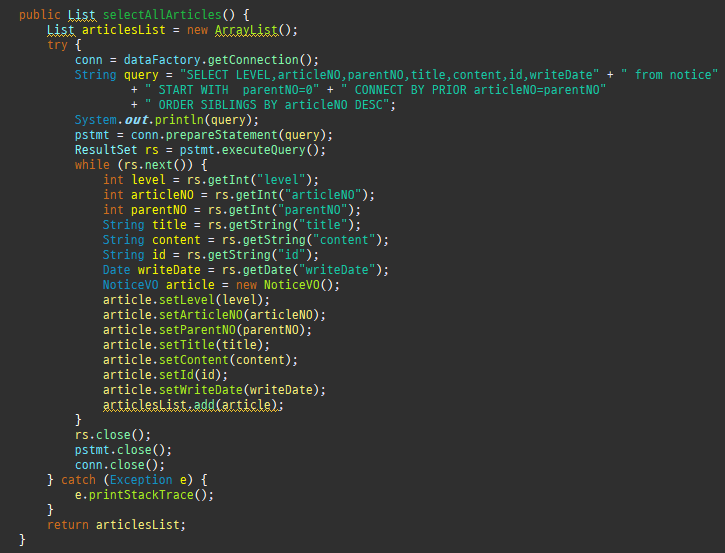 public List selectAllArticles() {
    List articlesList = new ArrayList();
    try {
        conn = dataFactory.getConnection();
        String query = "SELECT LEVEL,articleNO,parentNO,title,content,id,writeDate" + " from notice"
                + " START WITH  parentNO=0" + " CONNECT BY PRIOR articleNO=parentNO"
                + " ORDER SIBLINGS BY articleNO DESC";
        System.out.println(query);
        pstmt = conn.prepareStatement(query);
        ResultSet rs = pstmt.executeQuery();
        while (rs.next()) {
            int level = rs.getInt("level");
            int articleNO = rs.getInt("articleNO");
            int parentNO = rs.getInt("parentNO");
            String title = rs.getString("title");
            String content = rs.getString("content");
            String id = rs.getString("id");
            Date writeDate = rs.getDate("writeDate");
            NoticeVO article = new NoticeVO();
            article.setLevel(level);
            article.setArticleNO(articleNO);
            article.setParentNO(parentNO);
            article.setTitle(title);
            article.setContent(content);
            article.setId(id);
            article.setWriteDate(writeDate);
            articlesList.add(article);
        }
        rs.close();
        pstmt.close();
        conn.close();
    } catch (Exception e) {
        e.printStackTrace();
    }
    return articlesList;
}